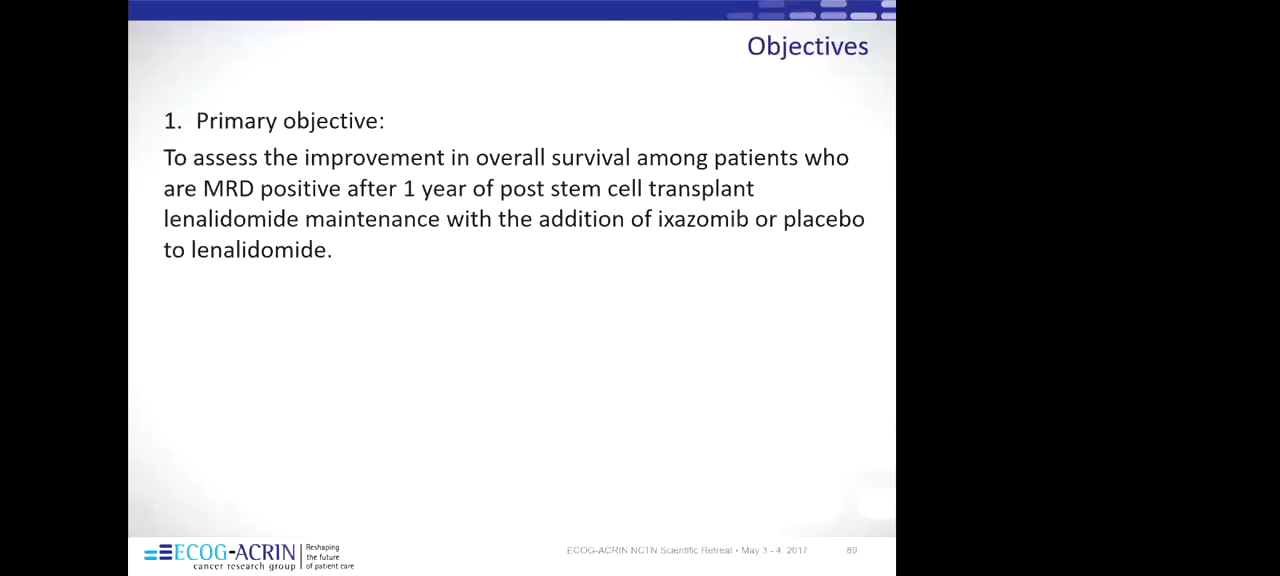 Objectives
1. Primary objective:
To assess the improvement in overall survival among patients who
are MRD positive after 1 year of post stem cell transplant
lenalidomide maintenance with the addition of ixazomib or placebo
to lenalidomide.
ECOG-ACRIN
cancer research group
Reshaping
the future
of patient care
ECOG-ACRIN NCTN Scientific Retreat • May 3 - 4, 2017
89